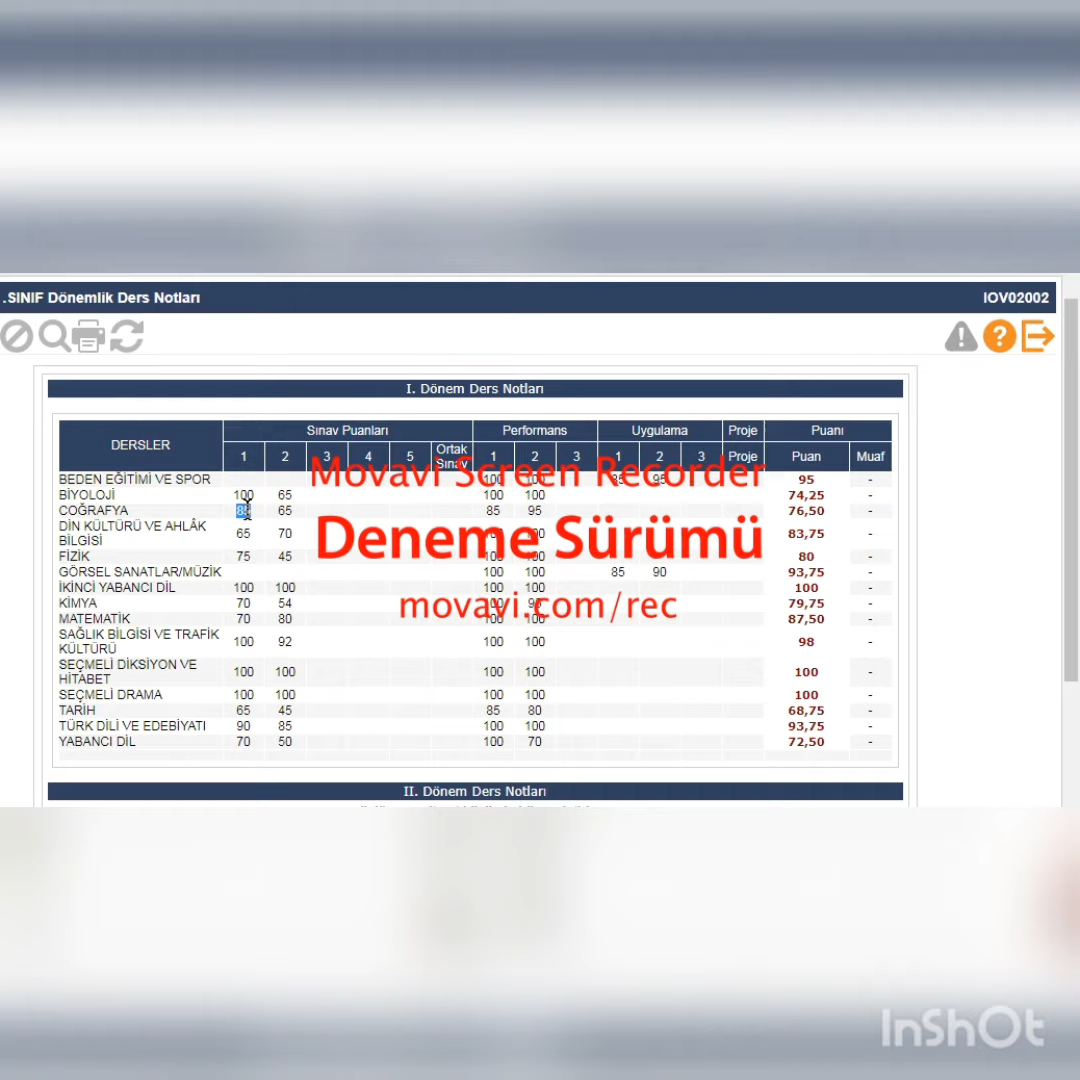 .SINIF Dönemlik Ders Notları IOV02002
I. Dönem Ders Notları
DERSLER Sınav Puanları Performans Uygulama Proje Puanı
1 2 3 4 5 Ortak Sınav 1 2 3 1 2 3 Proje Puan Muaf
BEDEN EĞİTİMİ VE SPOR 100 100 85 95 95 -
BİYOLOJİ 100 65 100 100 74,25 -
COĞRAFYA 65 85 95 76,50 -
DİN KÜLTÜRÜ VE AHLÂK BİLGİSİ 65 70 83,75 -
FİZİK 75 45 100 100 80 -
GÖRSEL SANATLAR/MÜZİK 100 100 85 90 93,75 -
İKİNCİ YABANCI DİL 100 100 100 100 100 -
KİMYA 70 54 79,75 -
MATEMATİK 70 80 100 100 87,50 -
SAĞLIK BİLGİSİ VE TRAFİK KÜLTÜRÜ 100 92 100 100 98 -
SEÇMELİ DİKSİYON VE HİTABET 100 100 100 100 100 -
SEÇMELİ DRAMA 100 100 100 100 100 -
TARİH 65 45 85 80 68,75 -
TÜRK DİLİ VE EDEBİYATI 90 85 100 100 93,75 -
YABANCI DİL 70 50 100 70 72,50 -
II. Dönem Ders Notları
Movavi Screen Recorder
Deneme Sürümü
movavi.com/rec
InShOt